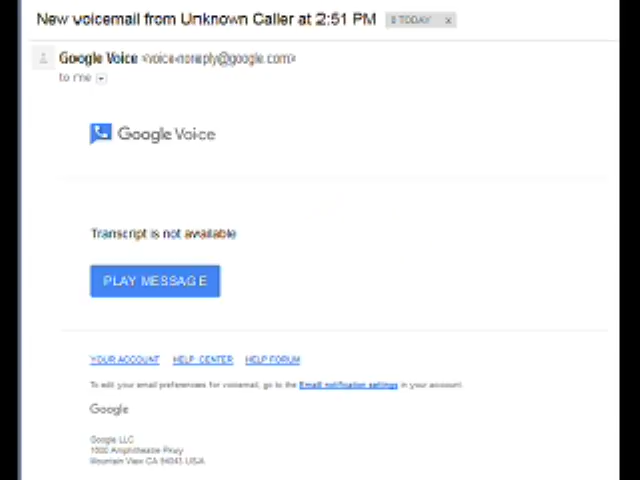 New voicemail from Unknown Caller at 2:51 PM
TODAY x
Google Voice <voice-noreply@google.com>
to me
Google Voice
Transcript is not available
PLAY MESSAGE
YOUR ACCOUNT HELP CENTER HELP FORUM
To edit your email preferences for voicemail, go to the Email notification settings in your account.
Google
Google LLC
1600 Amphitheatre Pkwy
Mountain View CA 94043 USA